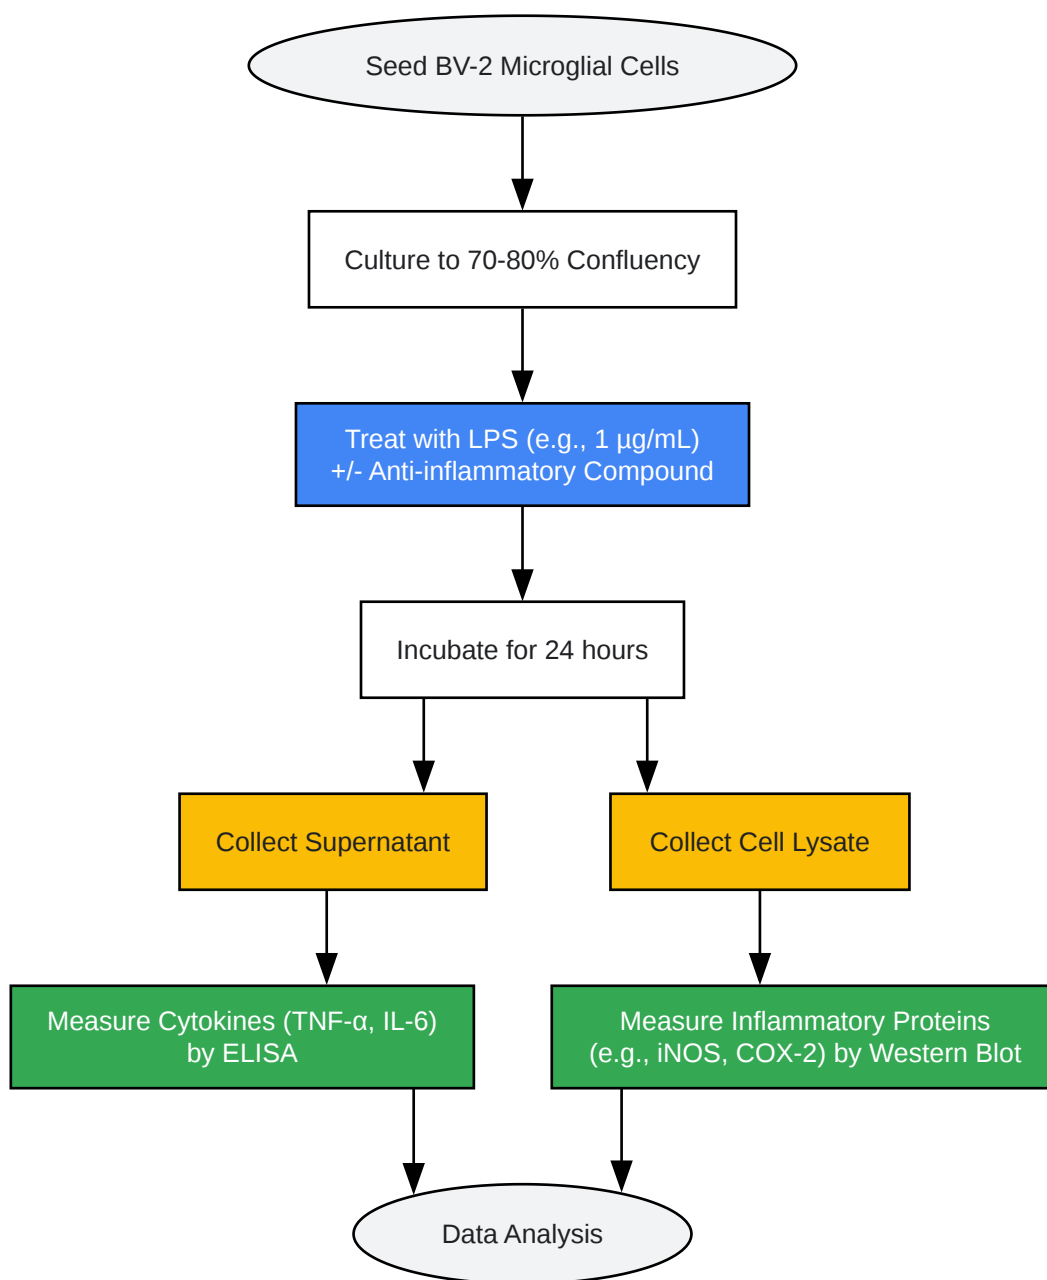 Seed BV-2 Microglial Cells
Culture to 70-80% Confluency
Treat with LPS (e.g., 1 µg/mL)
+/- Anti-inflammatory Compound
Incubate for 24 hours
Collect Supernatant
Collect Cell Lysate
Measure Cytokines (TNF-α, IL-6)
by ELISA
Measure Inflammatory Proteins
(e.g., iNOS, COX-2) by Western Blot
Data Analysis